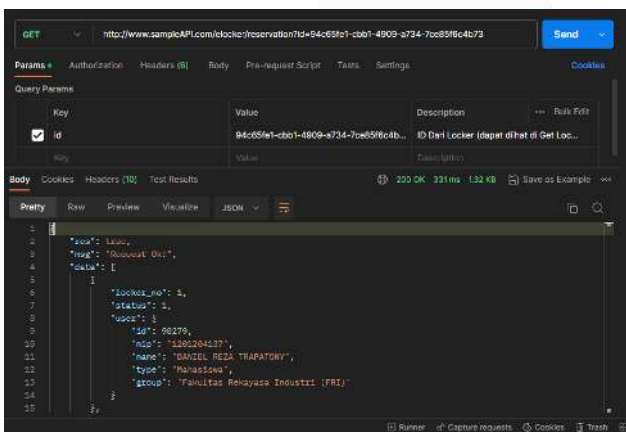 GET http://www.sampleAPI.com/elocker/reservation?id=94c65fe1-cbb1-4909-a734-7ce85f6c4b73 Send
Params Authorization Headers (6) Body Pre-request Script Tests Settings Cookies
Query Params
Key Value Description Bulk Edit
id 94c65fe1-cbb1-4909-a734-7ce85f6c4b... ID Dari Locker (dapat dilhat di Get Loc...
Key Value Description
Body Cookies Headers (10) Test Results 200 OK 331 ms 1.32 KB Save as Example
Pretty Raw Preview Visualize JSON
1 {
2 "res": true,
3 "msg": "Request Ok!",
4 "data": [
5 {
6 "locker_no": 1,
7 "status": 1,
8 "user": {
9 "id": 98279,
10 "nip": "1201204137",
11 "name": "DANIEL REZA TRAPATONY",
12 "type": "Mahasiswa",
13 "group": "Fakultas Rekayasa Industri (FRI)"
14 }
15 },
Runner Capture requests Cookies Trash